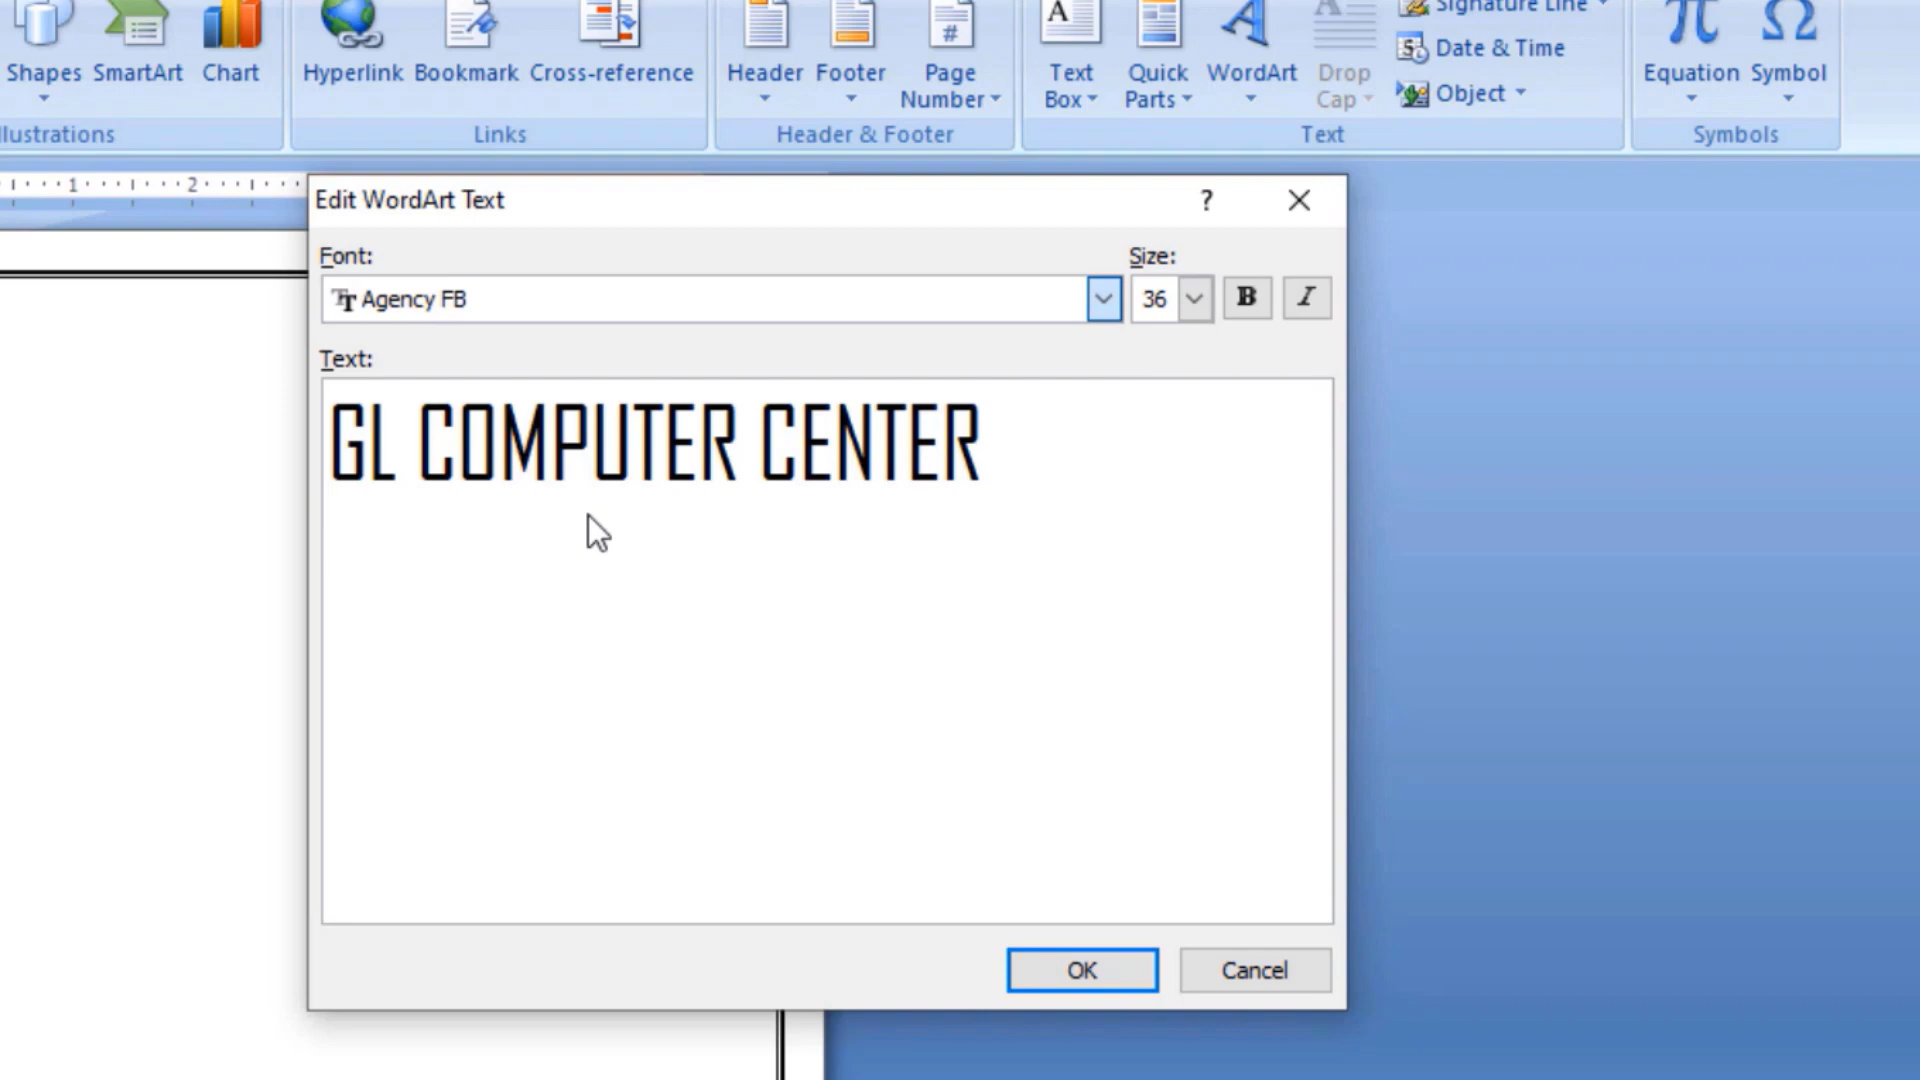 Signature Line
Shapes SmartArt Chart Hyperlink Bookmark Cross-reference Header Footer Page Number Text Box Quick Parts WordArt Drop Cap Date & Time Object Equation Symbol
llustrations Links Header & Footer Text Symbols
1 2
Edit WordArt Text ?
Font: Size:
Agency FB 36 B I
Text:
GL COMPUTER CENTER
OK Cancel